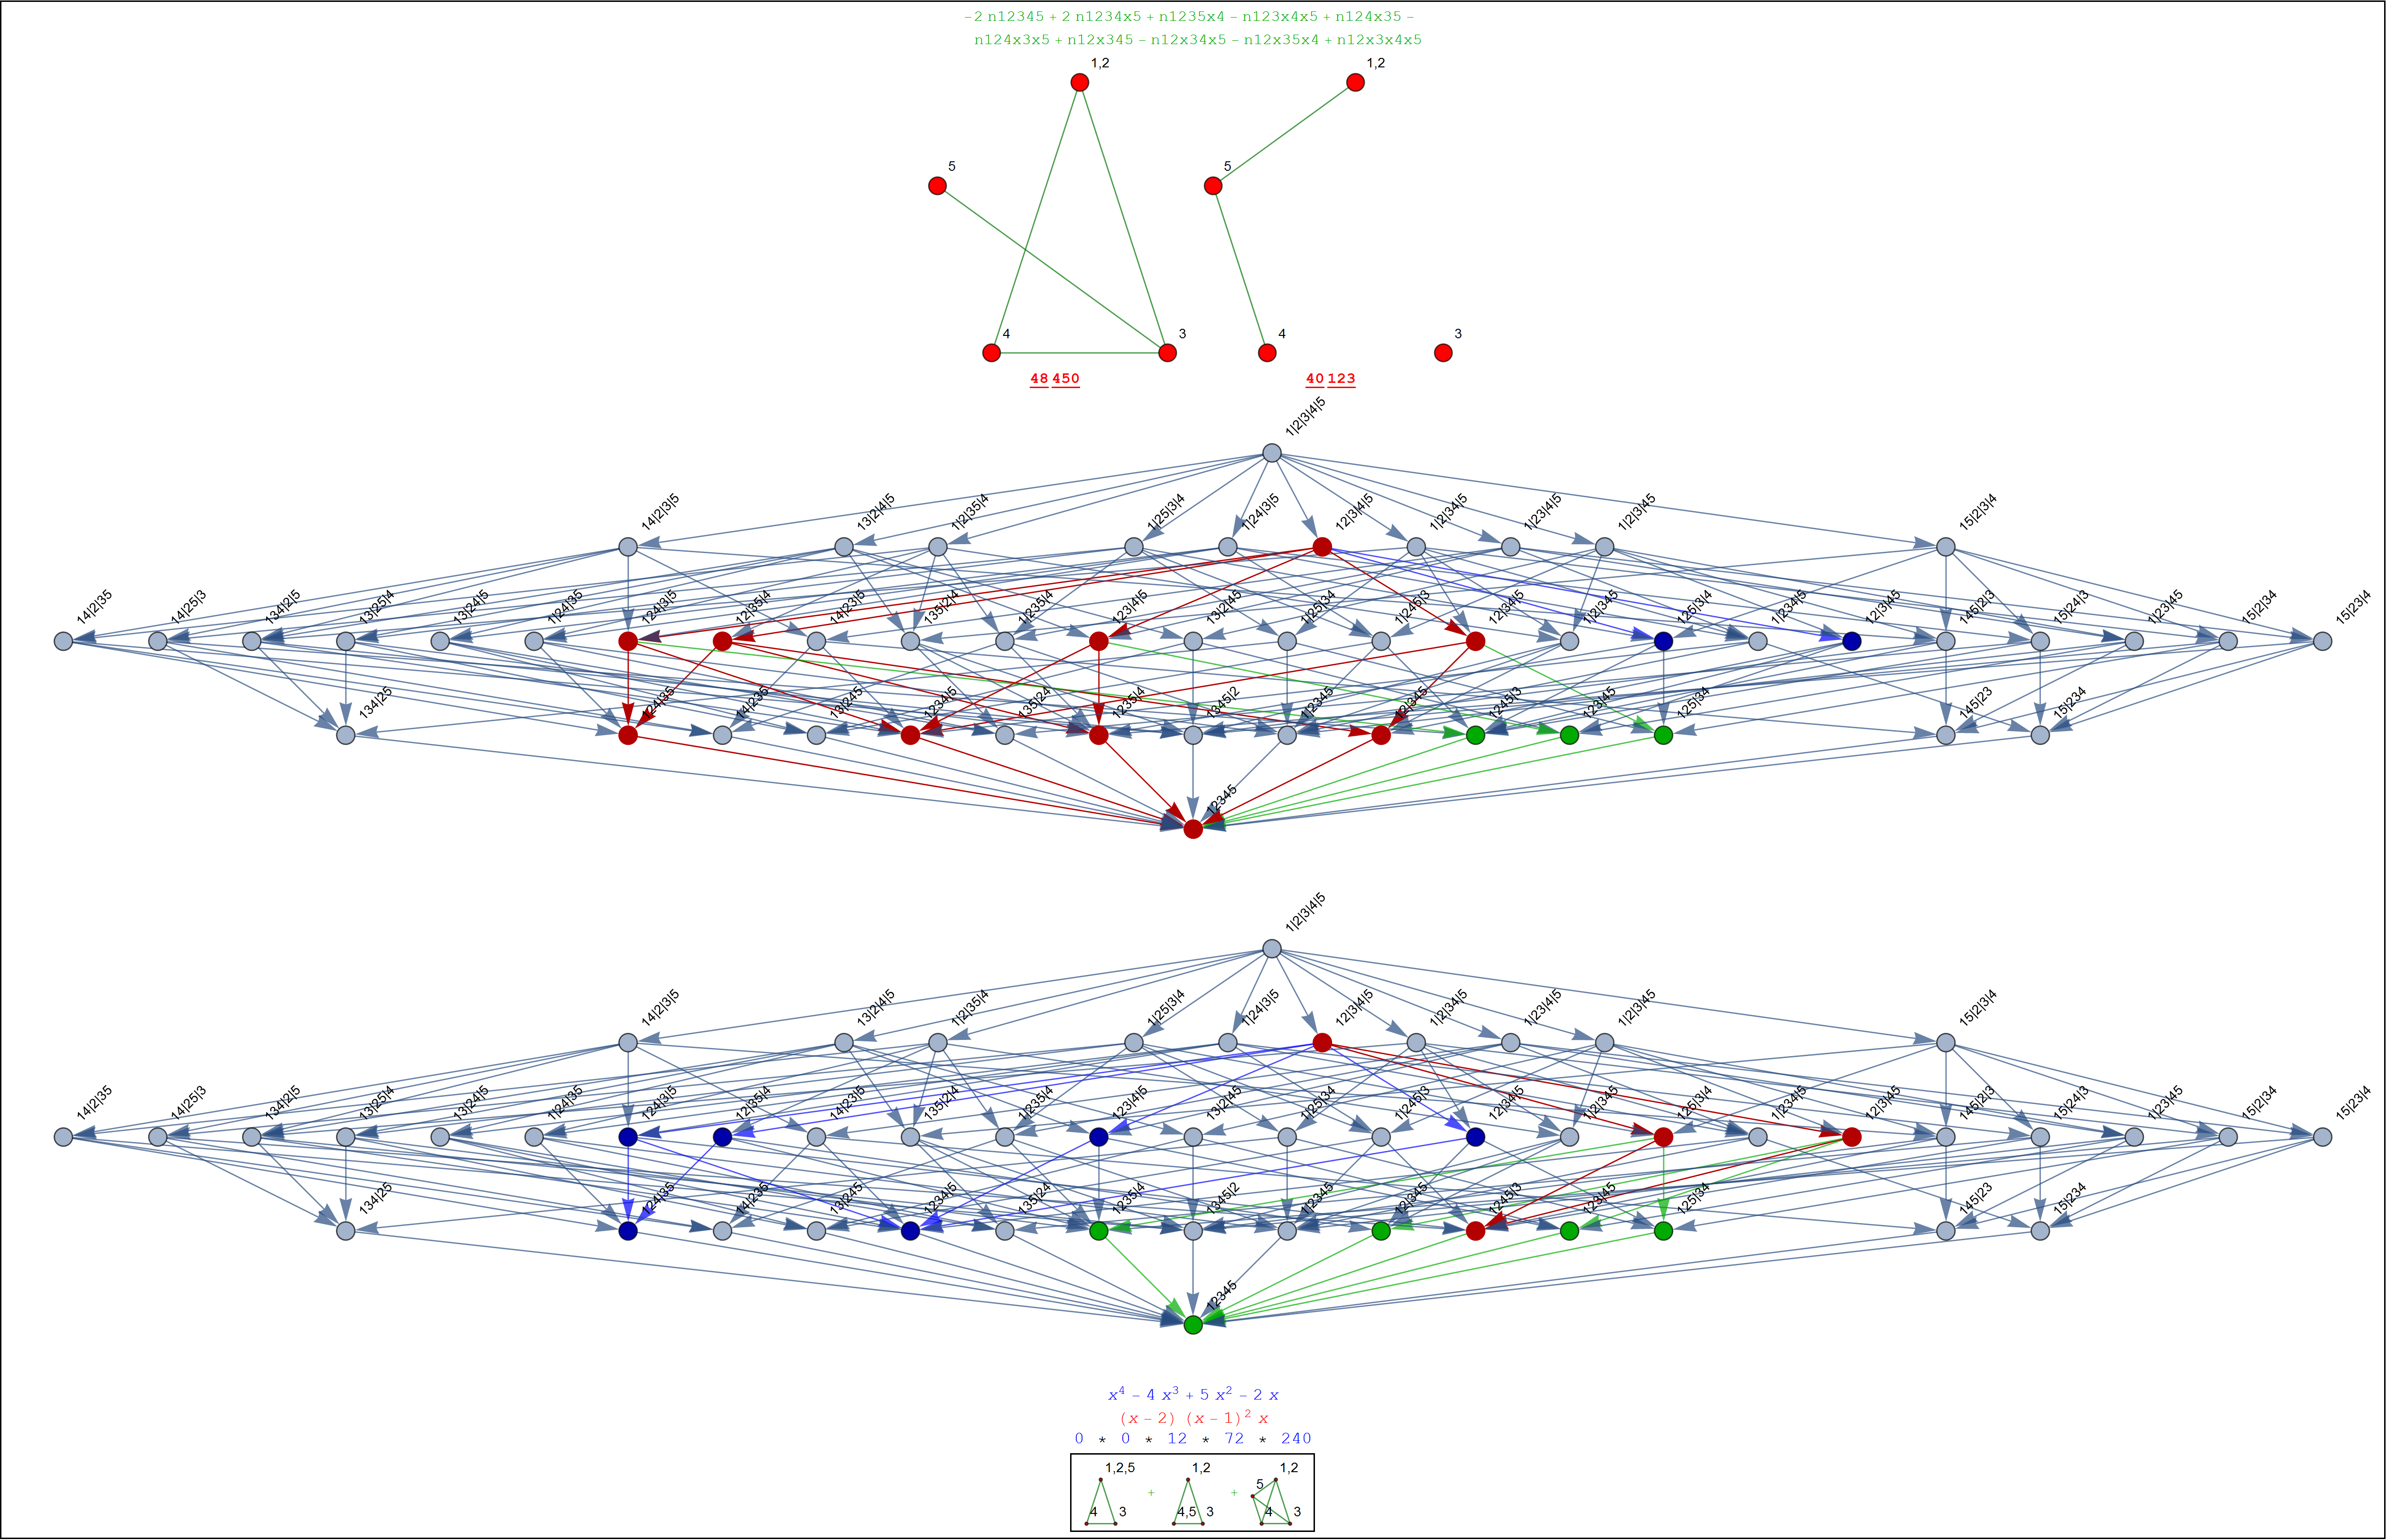 −2 n12345 + 2 n1234x5 + n1235x4 − n123x4x5 + n124x35 −
n124x3x5 + n12x345 − n12x34x5 − n12x35x4 + n12x3x4x5
1,2 1,2
5 5
4 3 4 3
48 450 40 123
1|2|3|4|5
14|2|3|5 13|2|4|5 1|2|35|4 1|25|3|4 1|24|3|5 12|3|4|5 1|2|34|5 1|23|4|5 1|2|3|45 15|2|3|4
14|2|35 14|25|3 134|2|5 13|25|4 13|24|5 1|24|35 124|3|5 12|35|4 14|23|5 135|2|4 1|235|4 123|4|5 13|2|45 1|25|34 1|245|3 12|34|5 1|2|345 125|3|4 1|234|5 12|3|45 145|2|3 15|24|3 1|23|45 15|2|34 15|23|4
134|25 124|35 14|235 13|245 1234|5 135|24 1235|4 1345|2 1|2345 12|345 1245|3 123|45 125|34 145|23 15|234
12345
1|2|3|4|5
14|2|3|5 13|2|4|5 1|2|35|4 1|25|3|4 1|24|3|5 12|3|4|5 1|2|34|5 1|23|4|5 1|2|3|45 15|2|3|4
14|2|35 14|25|3 134|2|5 13|25|4 13|24|5 1|24|35 124|3|5 12|35|4 14|23|5 135|2|4 1|235|4 123|4|5 13|2|45 1|25|34 1|245|3 12|34|5 1|2|345 125|3|4 1|234|5 12|3|45 145|2|3 15|24|3 1|23|45 15|2|34 15|23|4
134|25 124|35 14|235 13|245 1234|5 135|24 1235|4 1345|2 1|2345 12|345 1245|3 123|45 125|34 145|23 15|234
12345
x⁴ − 4 x³ + 5 x² − 2 x
(x − 2) (x − 1)² x
0 * 0 * 12 * 72 * 240
1,2,5 1,2 1,2
+ + 5
4 3 4,5 3 4 3